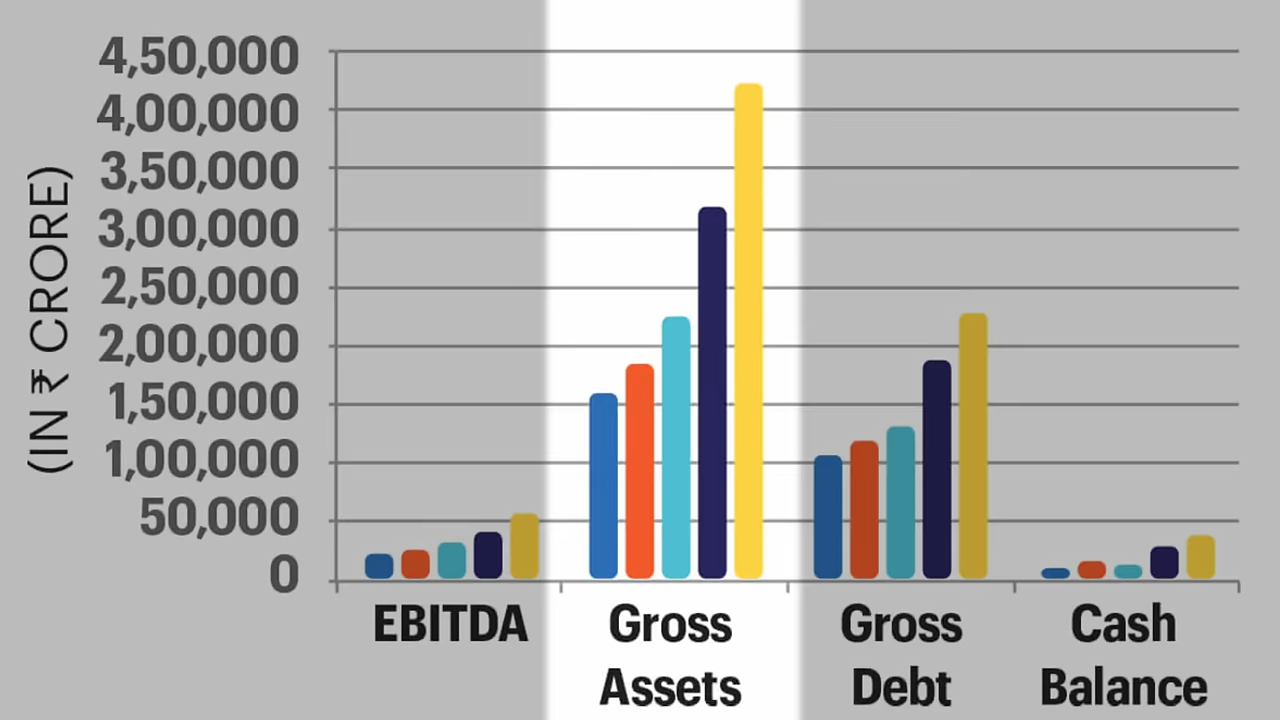 4,50,000
4,00,000
3,50,000
3,00,000
2,50,000
2,00,000
1,50,000
1,00,000
50,000
0
(IN ₹ CRORE)
EBITDA
Gross
Assets
Gross
Debt
Cash
Balance